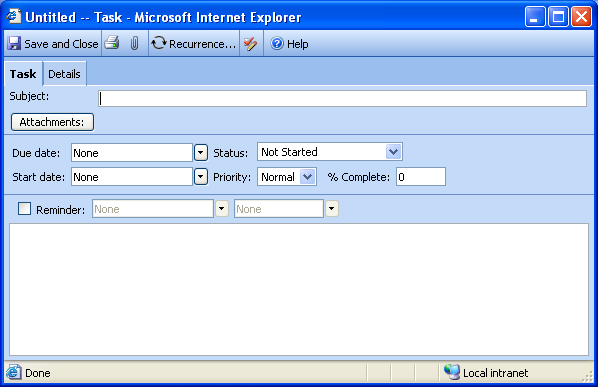 Untitled -- Task - Microsoft Internet Explorer
Save and Close Recurrence... Help
Task Details
Subject:
Attachments:
Due date: None Status: Not Started
Start date: None Priority: Normal % Complete: 0
Reminder: None None
Done Local intranet